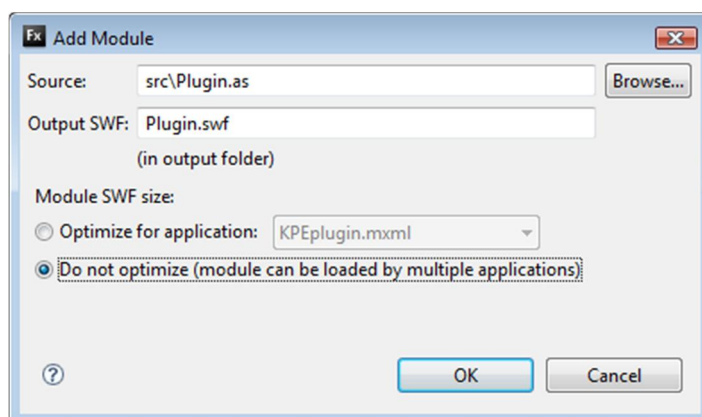 Fx Add Module
Source: src\Plugin.as Browse...
Output SWF: Plugin.swf
(in output folder)
Module SWF size:
Optimize for application: KPEplugin.mxml
Do not optimize (module can be loaded by multiple applications)
? OK Cancel